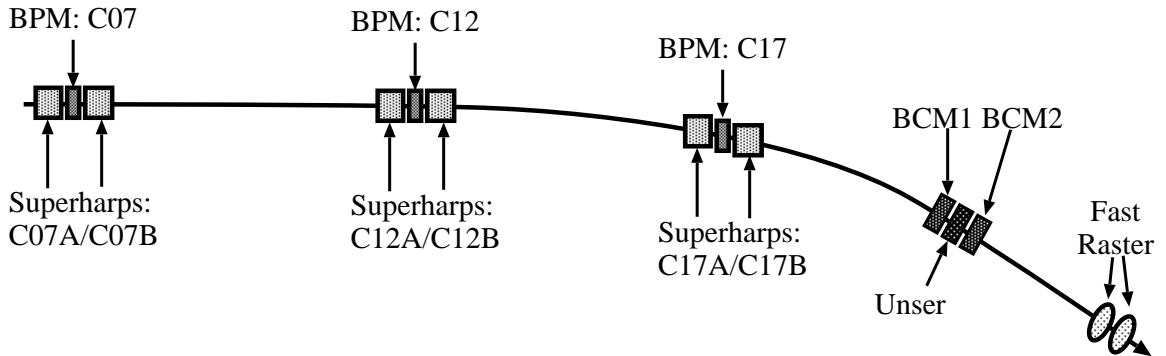 BPM: C07
BPM: C12
BPM: C17
BCM1 BCM2
Superharps:
C07A/C07B
Superharps:
C12A/C12B
Superharps:
C17A/C17B
Unser
Fast
Raster